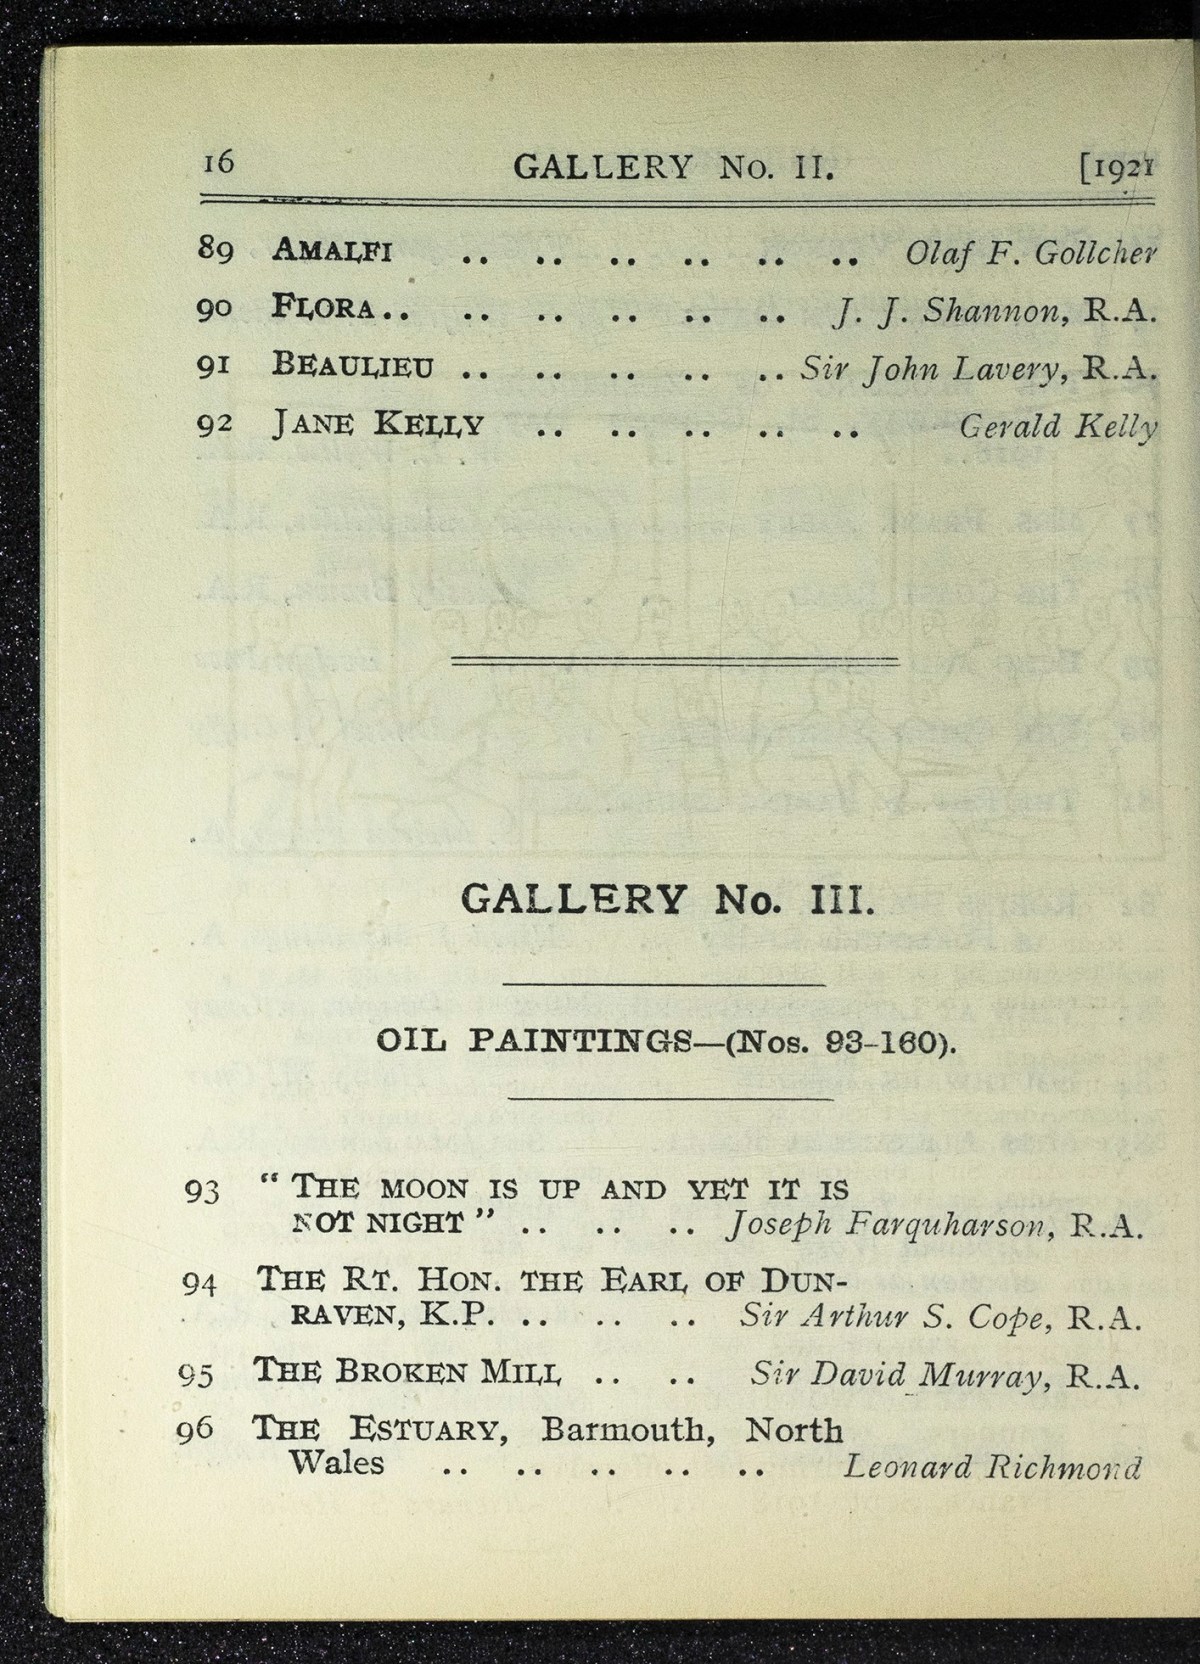 16 GALLERY No. II. [1921
89 AMALFI .. .. .. .. .. .. Olaf F. Gollcher
90 FLORA .. .. .. .. .. .. J. J. Shannon, R.A.
91 BEAULIEU .. .. .. .. .. Sir John Lavery, R.A.
92 JANE KELLY .. .. .. .. .. Gerald Kelly
GALLERY No. III.
OIL PAINTINGS—(Nos. 93-160).
93 “ THE MOON IS UP AND YET IT IS
NOT NIGHT ” .. .. .. Joseph Farquharson, R.A.
94 THE RT. HON. THE EARL OF DUN-
RAVEN, K.P. .. .. .. Sir Arthur S. Cope, R.A.
95 THE BROKEN MILL .. .. Sir David Murray, R.A.
96 THE ESTUARY, Barmouth, North
Wales .. .. .. .. .. Leonard Richmond